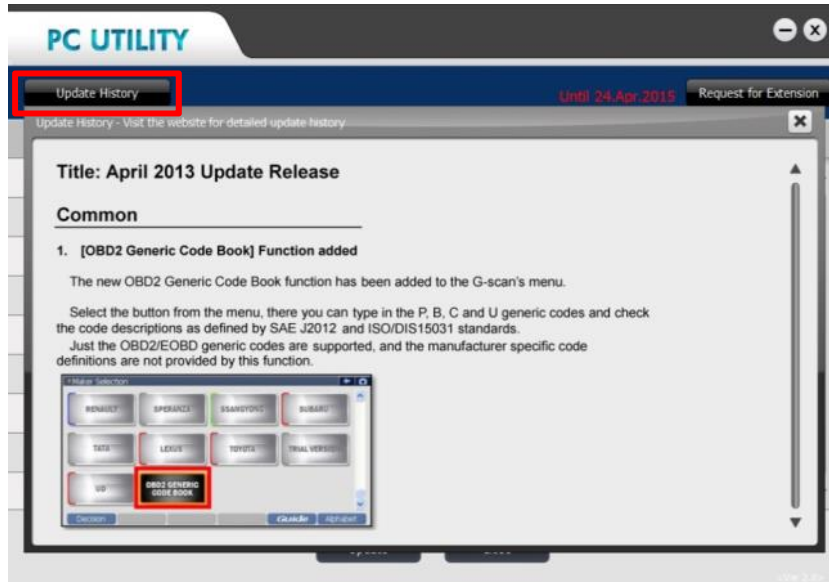 PC UTILITY
Update History
Until 24.Apr.2015
Request for Extension
Update History - Visit the website for detailed update history
Title: April 2013 Update Release
Common
1. [OBD2 Generic Code Book] Function added
The new OBD2 Generic Code Book function has been added to the G-scan's menu.
Select the button from the menu, there you can type in the P, B, C and U generic codes and check
the code descriptions as defined by SAE J2012 and ISO/DIS15031 standards.
Just the OBD2/EOBD generic codes are supported, and the manufacturer specific code
definitions are not provided by this function.
Maker Selection
RENAULT
SPERANZA
SSANGYONG
SUBARU
TATA
LEXUS
TOYOTA
TRIAL VERSION
UD
OBD2 GENERIC
CODE BOOK
Decision
Guide
Alphabet